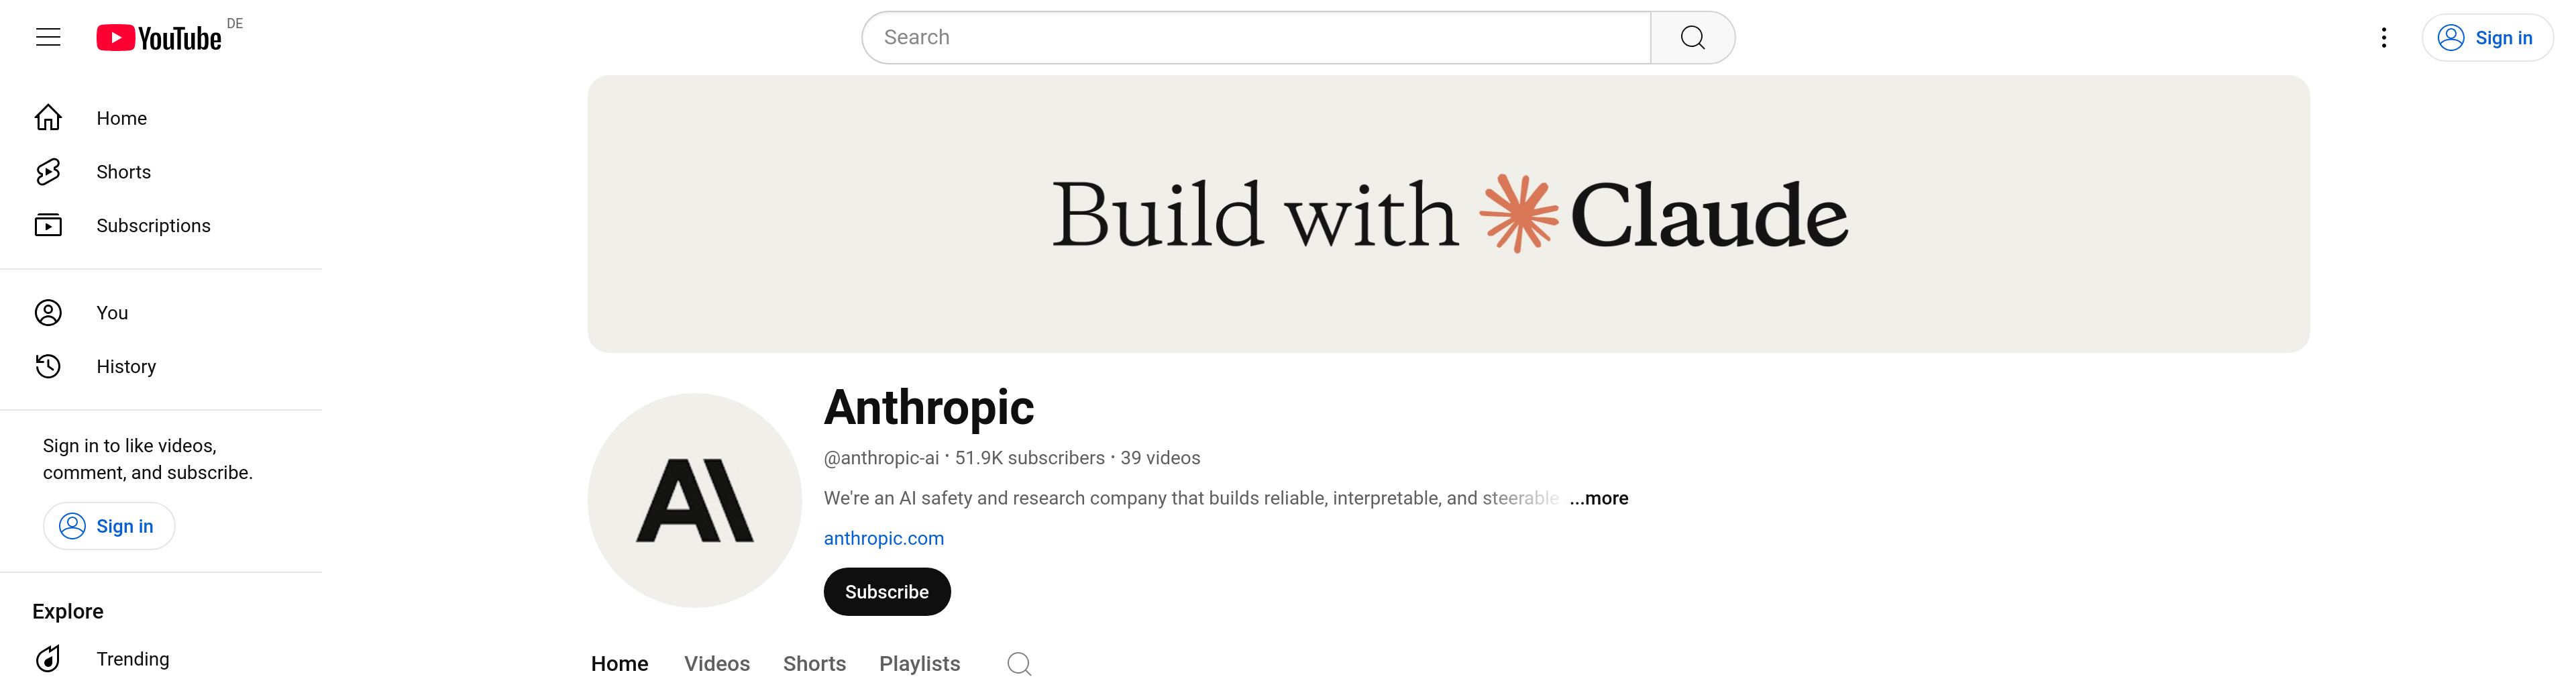 YouTube DE
Search
Sign in
Home
Shorts
Subscriptions
You
History
Sign in to like videos,
comment, and subscribe.
Sign in
Explore
Trending
Build with Claude
AI
Anthropic
@anthropic-ai • 51.9K subscribers • 39 videos
We're an AI safety and research company that builds reliable, interpretable, and steerable ...more
anthropic.com
Subscribe
Home Videos Shorts Playlists